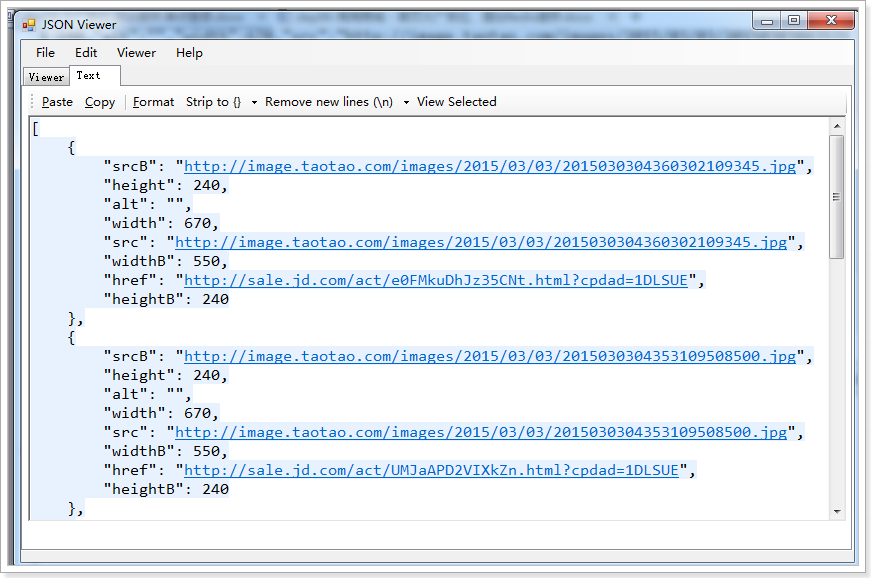 JSON Viewer
File Edit Viewer Help
Viewer Text
Paste Copy Format Strip to {} Remove new lines (\n) View Selected
[
    {
        "srcB": "http://image.taotao.com/images/2015/03/03/2015030304360302109345.jpg",
        "height": 240,
        "alt": "",
        "width": 670,
        "src": "http://image.taotao.com/images/2015/03/03/2015030304360302109345.jpg",
        "widthB": 550,
        "href": "http://sale.jd.com/act/e0FMkuDhJz35CNt.html?cpdad=1DLSUE",
        "heightB": 240
    },
    {
        "srcB": "http://image.taotao.com/images/2015/03/03/2015030304353109508500.jpg",
        "height": 240,
        "alt": "",
        "width": 670,
        "src": "http://image.taotao.com/images/2015/03/03/2015030304353109508500.jpg",
        "widthB": 550,
        "href": "http://sale.jd.com/act/UMJaAPD2VIXkZn.html?cpdad=1DLSUE",
        "heightB": 240
    },